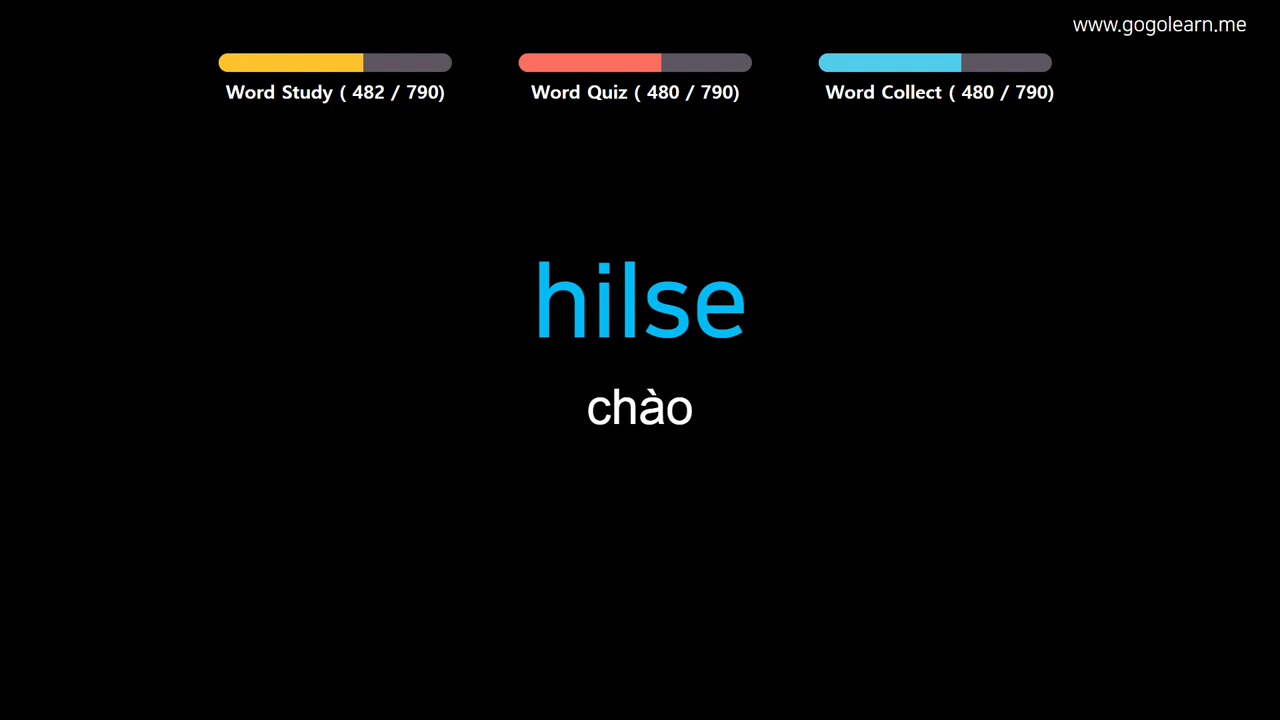 www.gogolearn.me
Word Study ( 482 / 790)
Word Quiz ( 480 / 790)
Word Collect ( 480 / 790)
hilse
chào